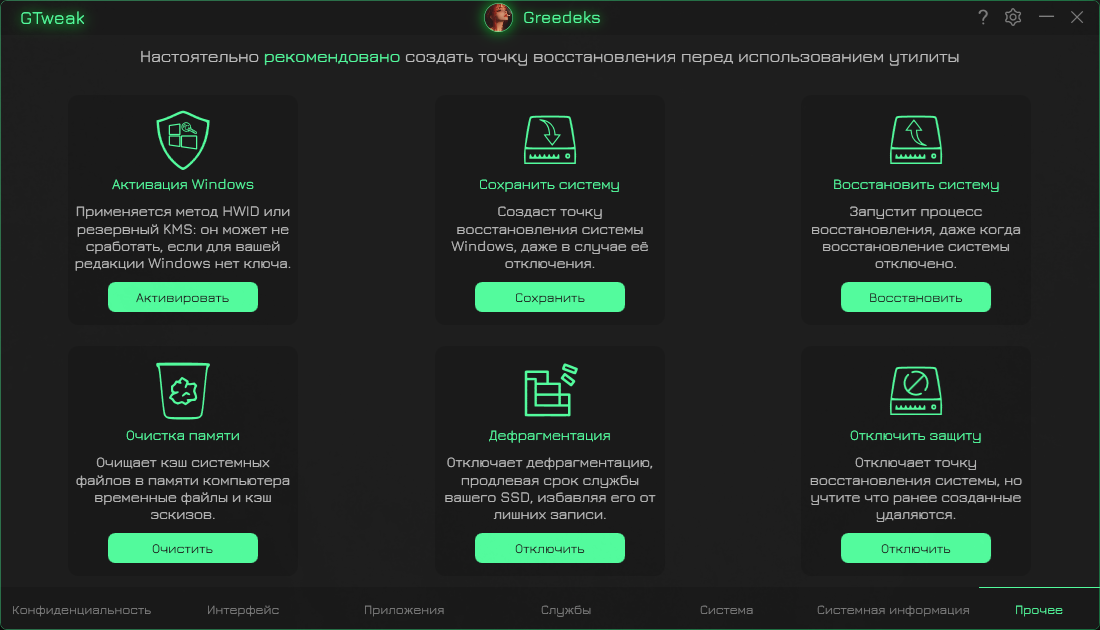 GTweak
Greedeks
?
Настоятельно рекомендовано создать точку восстановления перед использованием утилиты
Активация Windows
Применяется метод HWID или
резервный KMS: он может не
сработать, если для вашей
редакции Windows нет ключа.
Активировать
Сохранить систему
Создаст точку
восстановления системы
Windows, даже в случае её
отключения.
Сохранить
Восстановить систему
Запустит процесс
восстановления, даже когда
восстановление системы
отключено.
Восстановить
Очистка памяти
Очищает кэш системных
файлов в памяти компьютера
временные файлы и кэш
эскизов.
Очистить
Дефрагментация
Отключает дефрагментацию,
продлевая срок службы
вашего SSD, избавляя его от
лишних записи.
Отключить
Отключить защиту
Отключает точку
восстановления системы, но
учтите что ранее созданные
удаляются.
Отключить
Конфиденциальность
Интерфейс
Приложения
Службы
Система
Системная информация
Прочее